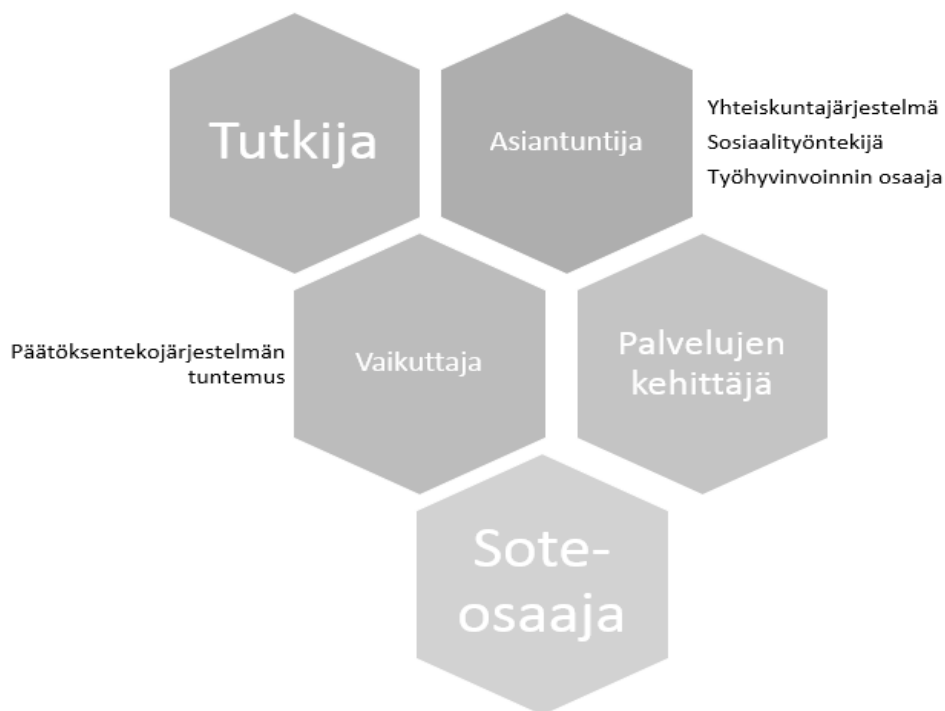 Tutkija
Asiantuntija
Yhteiskuntajärjestelmä
Sosiaalityöntekijä
Työhyvinvoinnin osaaja
Päätöksentekojärjestelmän
tuntemus
Vaikuttaja
Palvelujen
kehittäjä
Sote-
osaaja